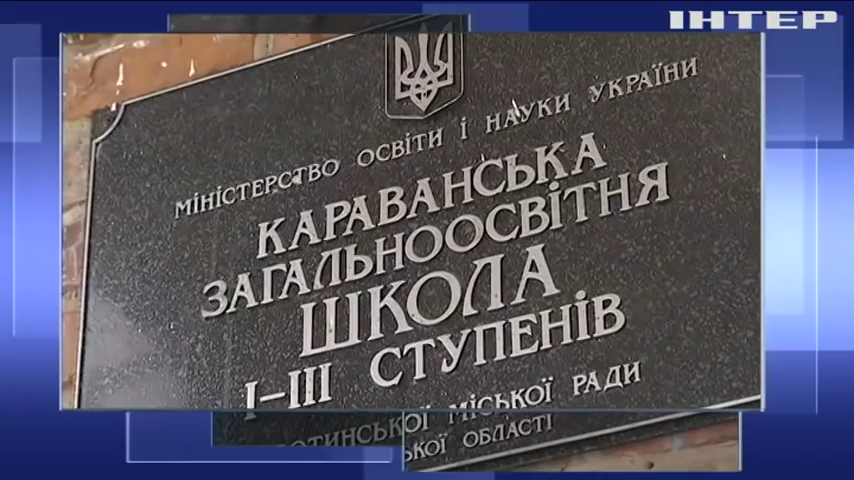 ІНТЕР
МІНІСТЕРСТВО ОСВІТИ І НАУКИ УКРАЇНИ
КАРАВАНСЬКА
ЗАГАЛЬНООСВІТНЯ
ШКОЛА
І–ІІІ СТУПЕНІВ
МІСЬКОЇ РАДИ
ОБЛАСТІ